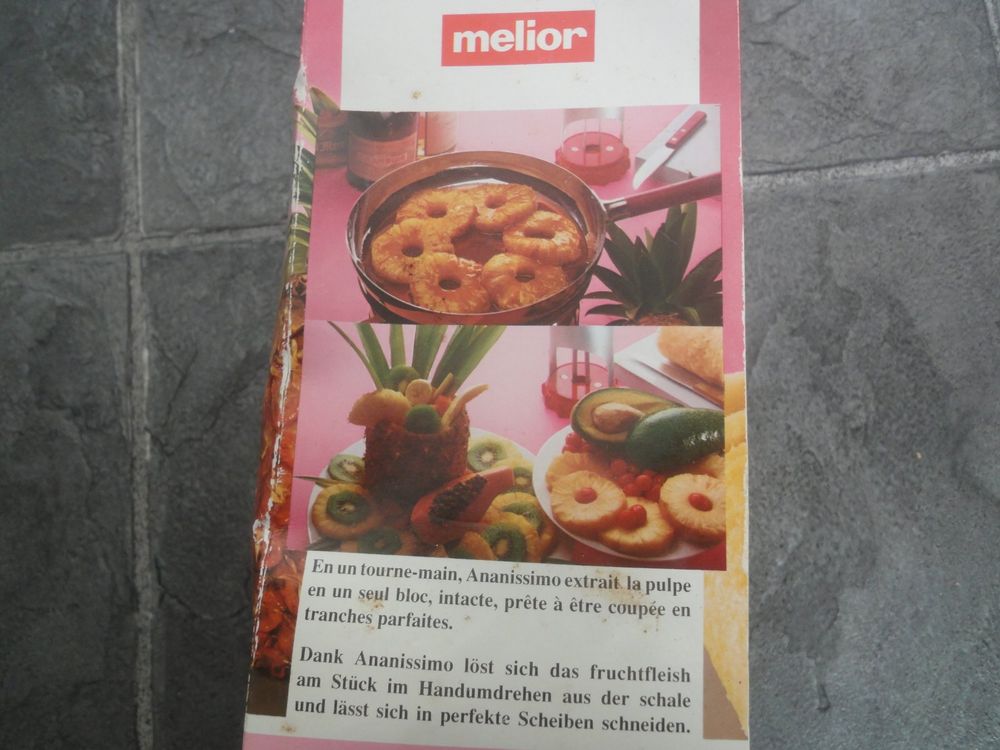 melior
En un tourne-main, Ananissimo extrait la pulpe
en un seul bloc, intacte, prête à être coupée en
tranches parfaites.
Dank Ananissimo löst sich das fruchtfleish
am Stück im Handumdrehen aus der schale
und lässt sich in perfekte Scheiben schneiden.